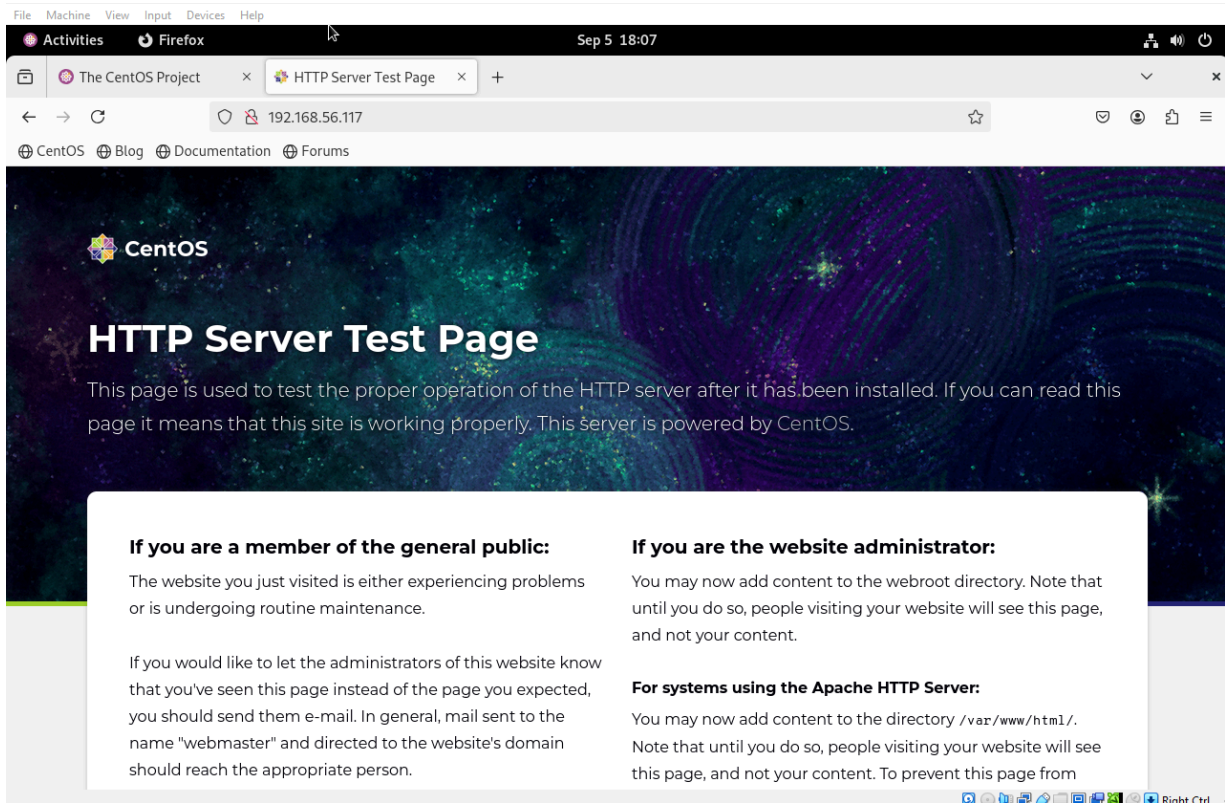 File Machine View Input Devices Help
Activities Firefox Sep 5 18:07
The CentOS Project × HTTP Server Test Page × +
192.168.56.117
CentOS Blog Documentation Forums
CentOS
HTTP Server Test Page
This page is used to test the proper operation of the HTTP server after it has been installed. If you can read this
page it means that this site is working properly. This server is powered by CentOS.
If you are a member of the general public:
The website you just visited is either experiencing problems
or is undergoing routine maintenance.
If you would like to let the administrators of this website know
that you've seen this page instead of the page you expected,
you should send them e-mail. In general, mail sent to the
name "webmaster" and directed to the website's domain
should reach the appropriate person.
If you are the website administrator:
You may now add content to the webroot directory. Note that
until you do so, people visiting your website will see this page,
and not your content.
For systems using the Apache HTTP Server:
You may now add content to the directory /var/www/html/.
Note that until you do so, people visiting your website will see
this page, and not your content. To prevent this page from
Right Ctrl